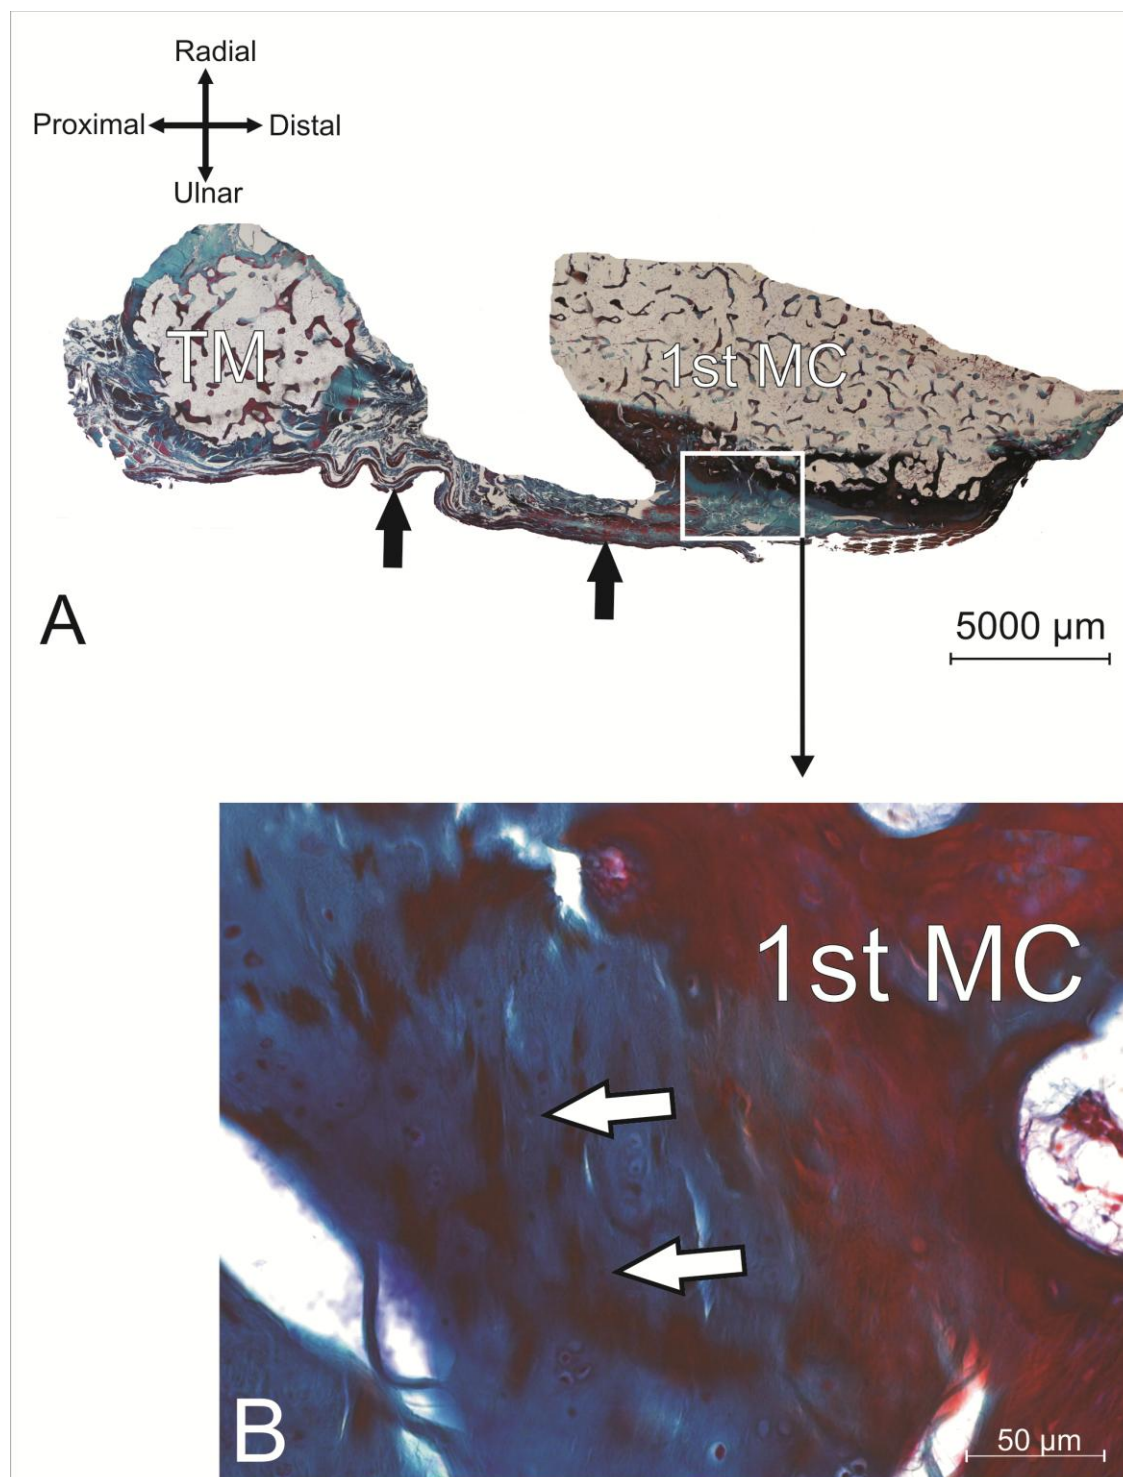 Radial
Proximal Distal
Ulnar
TM
1st MC
A
5000 µm
1st MC
B
50 µm